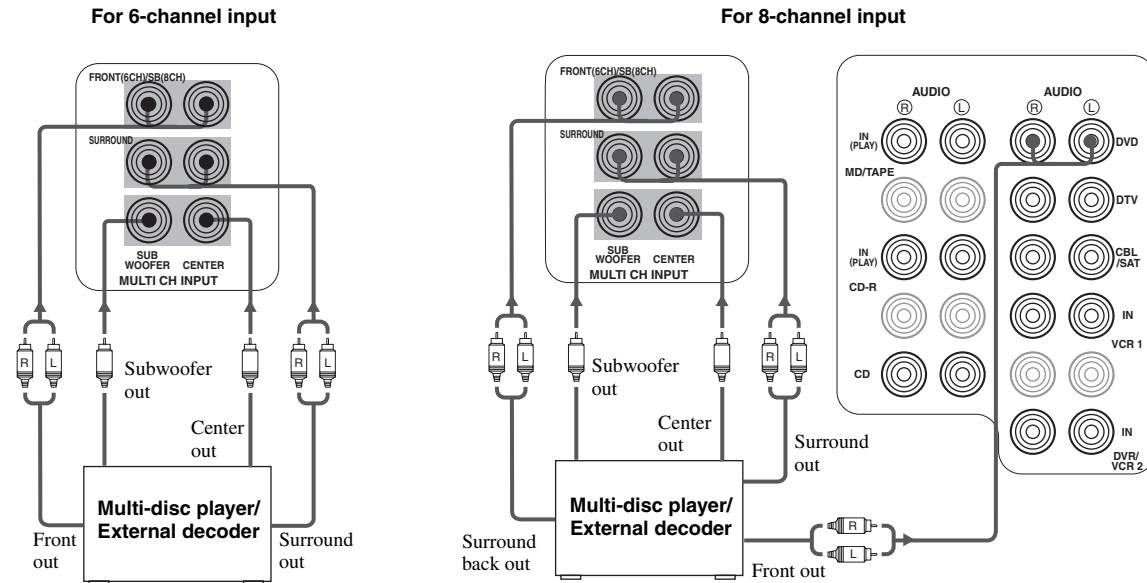 For 6-channel input
FRONT(6CH)/SB(8CH)
SURROUND
SUB
WOOFER
CENTER
MULTI CH INPUT
R
L
R
L
Subwoofer
out
Center
out
Multi-disc player/
External decoder
Front
out
Surround
out
For 8-channel input
FRONT(6CH)/SB(8CH)
SURROUND
SUB
WOOFER
CENTER
MULTI CH INPUT
R
L
R
L
Subwoofer
out
Center
out
Surround
out
Multi-disc player/
External decoder
Surround
back out
Front out
R
L
AUDIO
R
L
AUDIO
R
L
IN
(PLAY)
MD/TAPE
IN
(PLAY)
CD-R
CD
DVD
DTV
CBL
/SAT
IN
VCR 1
IN
DVR/
VCR 2